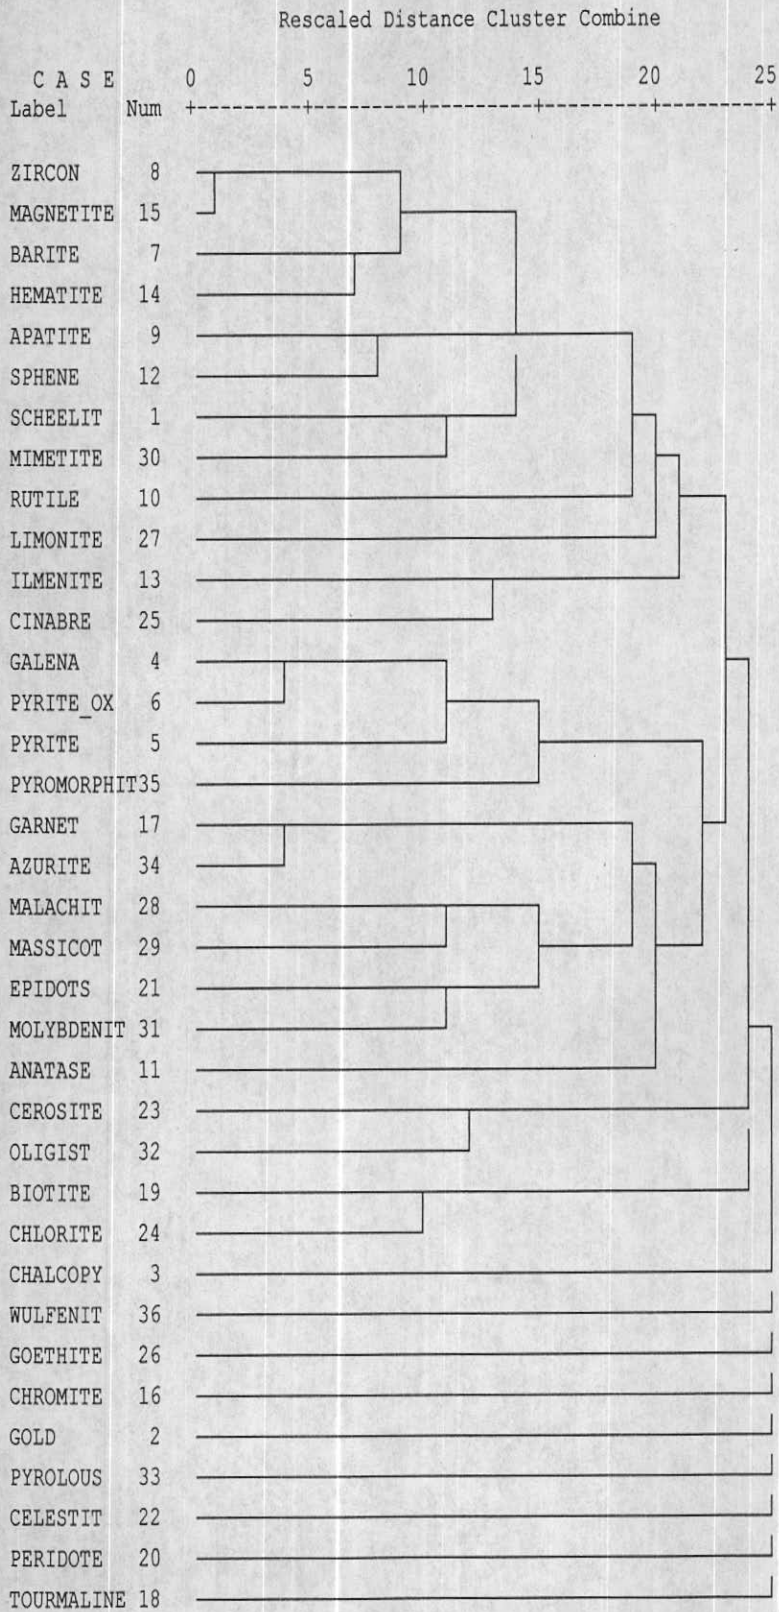 Rescaled Distance Cluster Combine
C A S E 0 5 10 15 20 25
Label Num
ZIRCON 8
MAGNETITE 15
BARITE 7
HEMATITE 14
APATITE 9
SPHENE 12
SCHEELIT 1
MIMETITE 30
RUTILE 10
LIMONITE 27
ILMENITE 13
CINABRE 25
GALENA 4
PYRITE_OX 6
PYRITE 5
PYROMORPHIT35
GARNET 17
AZURITE 34
MALACHIT 28
MASSICOT 29
EPIDOTS 21
MOLYBDENIT 31
ANATASE 11
CEROSITE 23
OLIGIST 32
BIOTITE 19
CHLORITE 24
CHALCOPY 3
WULFENIT 36
GOETHITE 26
CHROMITE 16
GOLD 2
PYROLOUS 33
CELESTIT 22
PERIDOTE 20
TOURMALINE 18